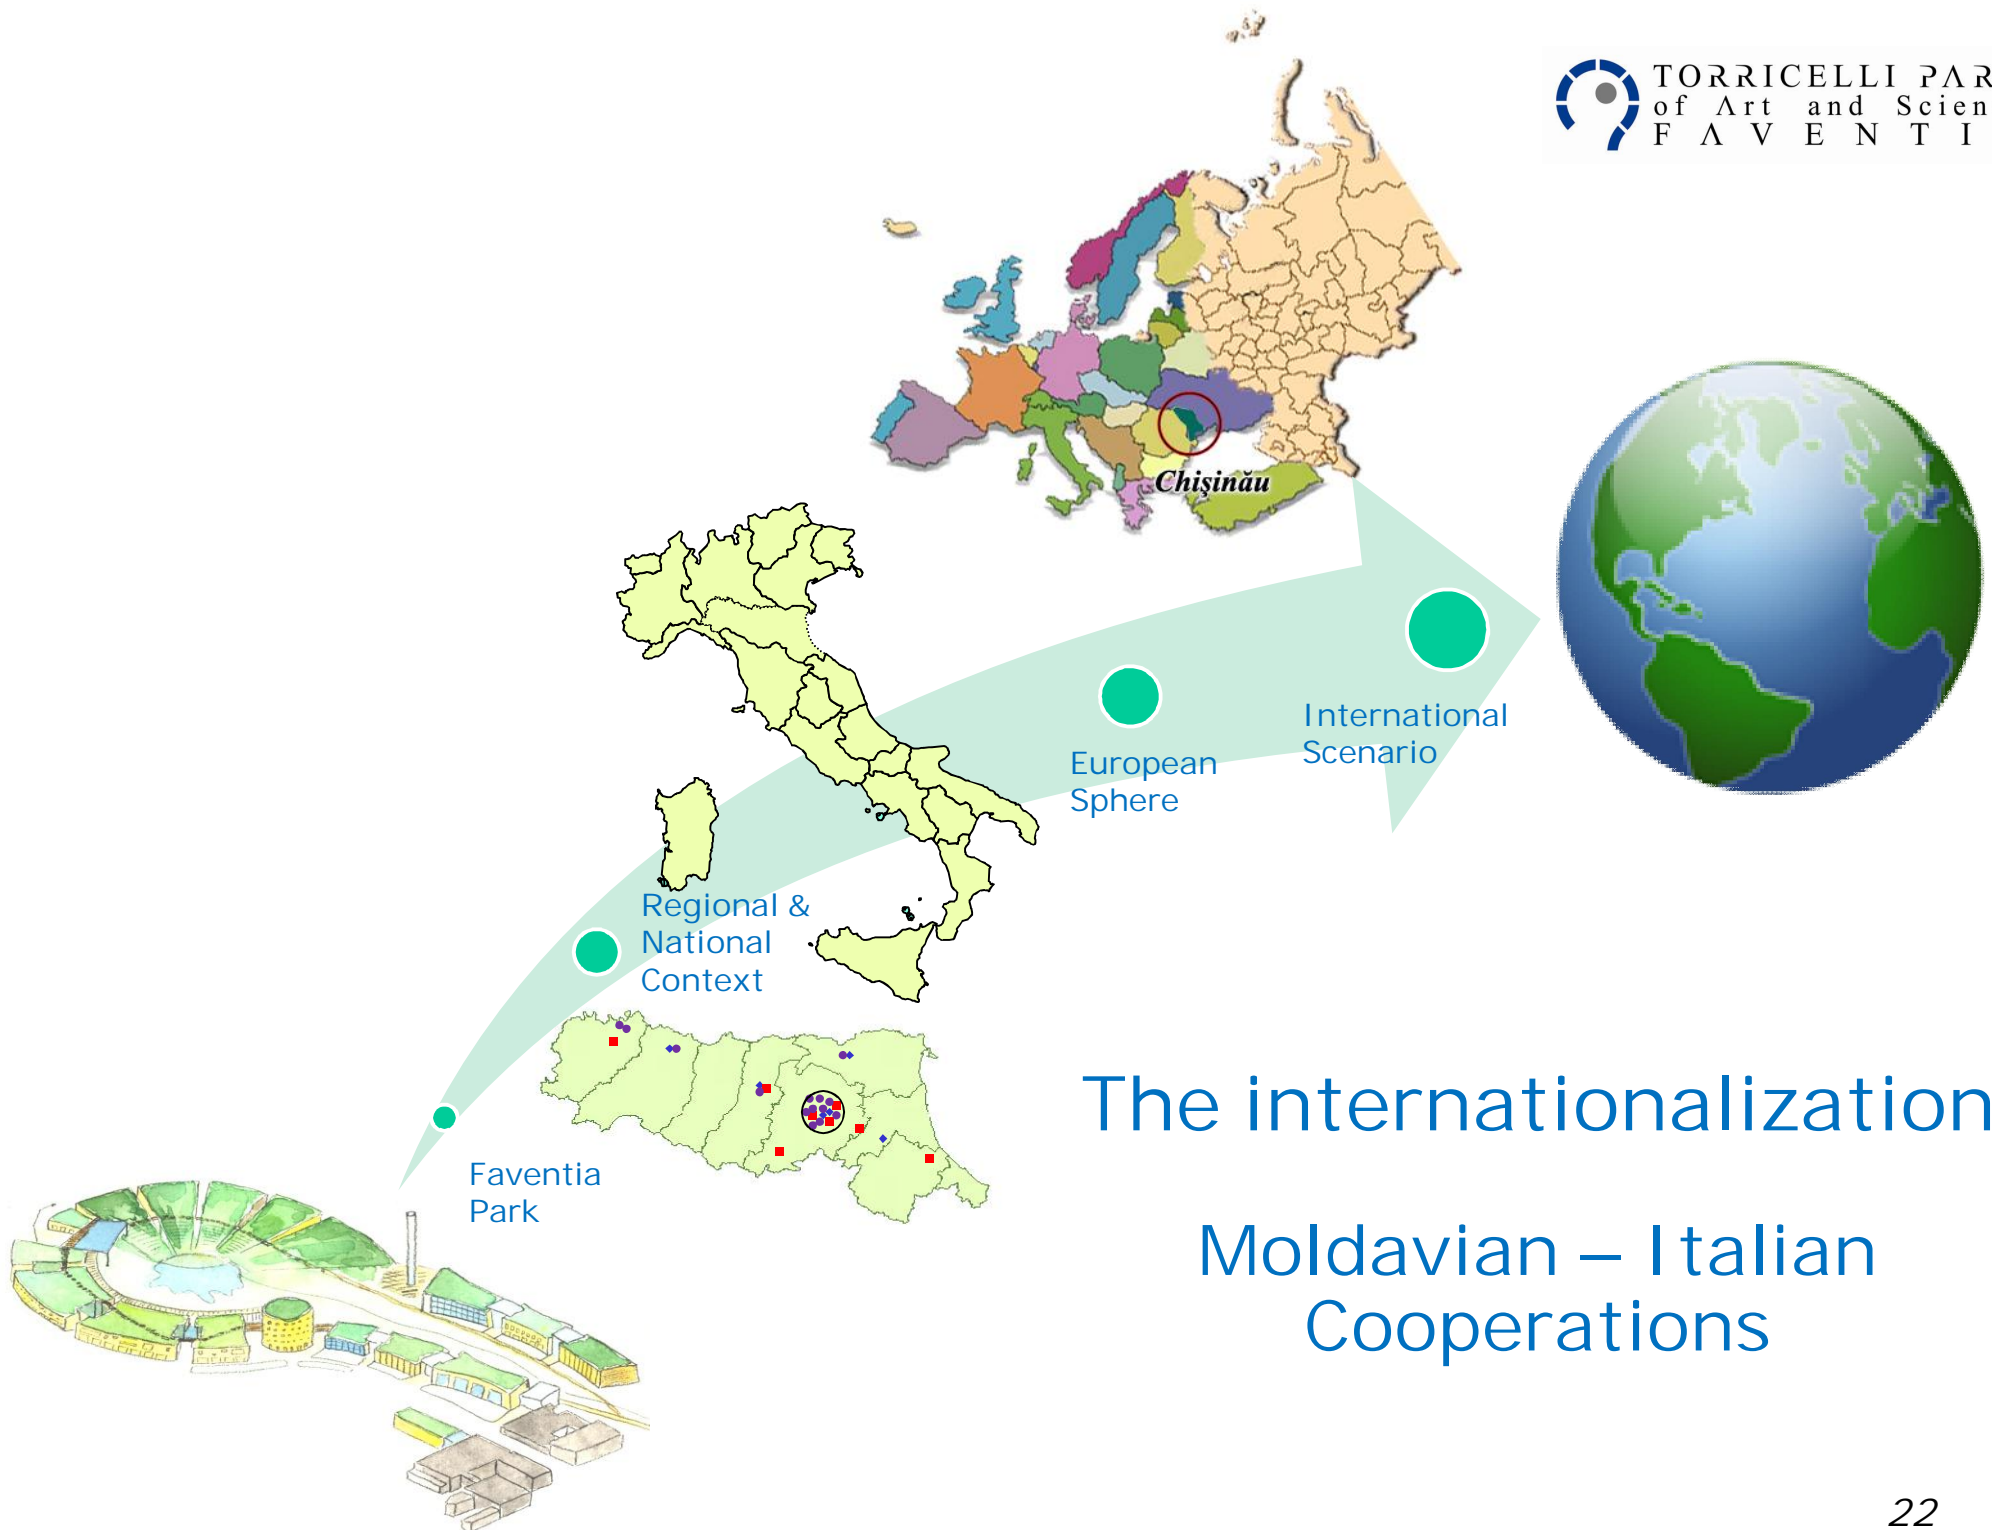 TORRICELLI PAR
of Art and Scien
FAVENTI
Chişinău
International
Scenario
European
Sphere
Regional &
National
Context
Faventia
Park
The internationalization
Moldavian – Italian
Cooperations
22